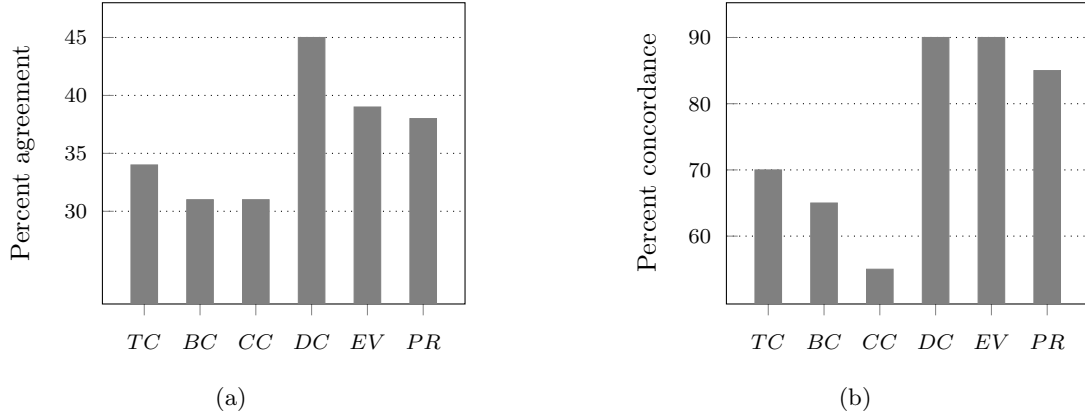 Percent agreement
45
40
35
30
TC BC CC DC EV PR
(a)
Percent concordance
90
80
70
60
TC BC CC DC EV PR
(b)